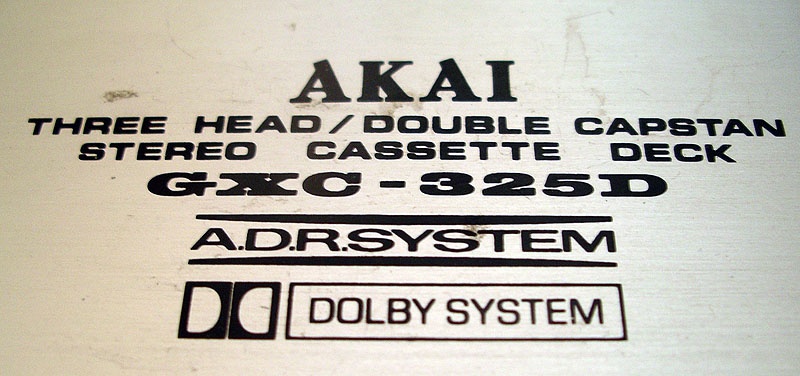 AKAI
THREE HEAD/DOUBLE CAPSTAN
STEREO CASSETTE DECK
GXC-325D
A.D.R.SYSTEM
DOLBY SYSTEM